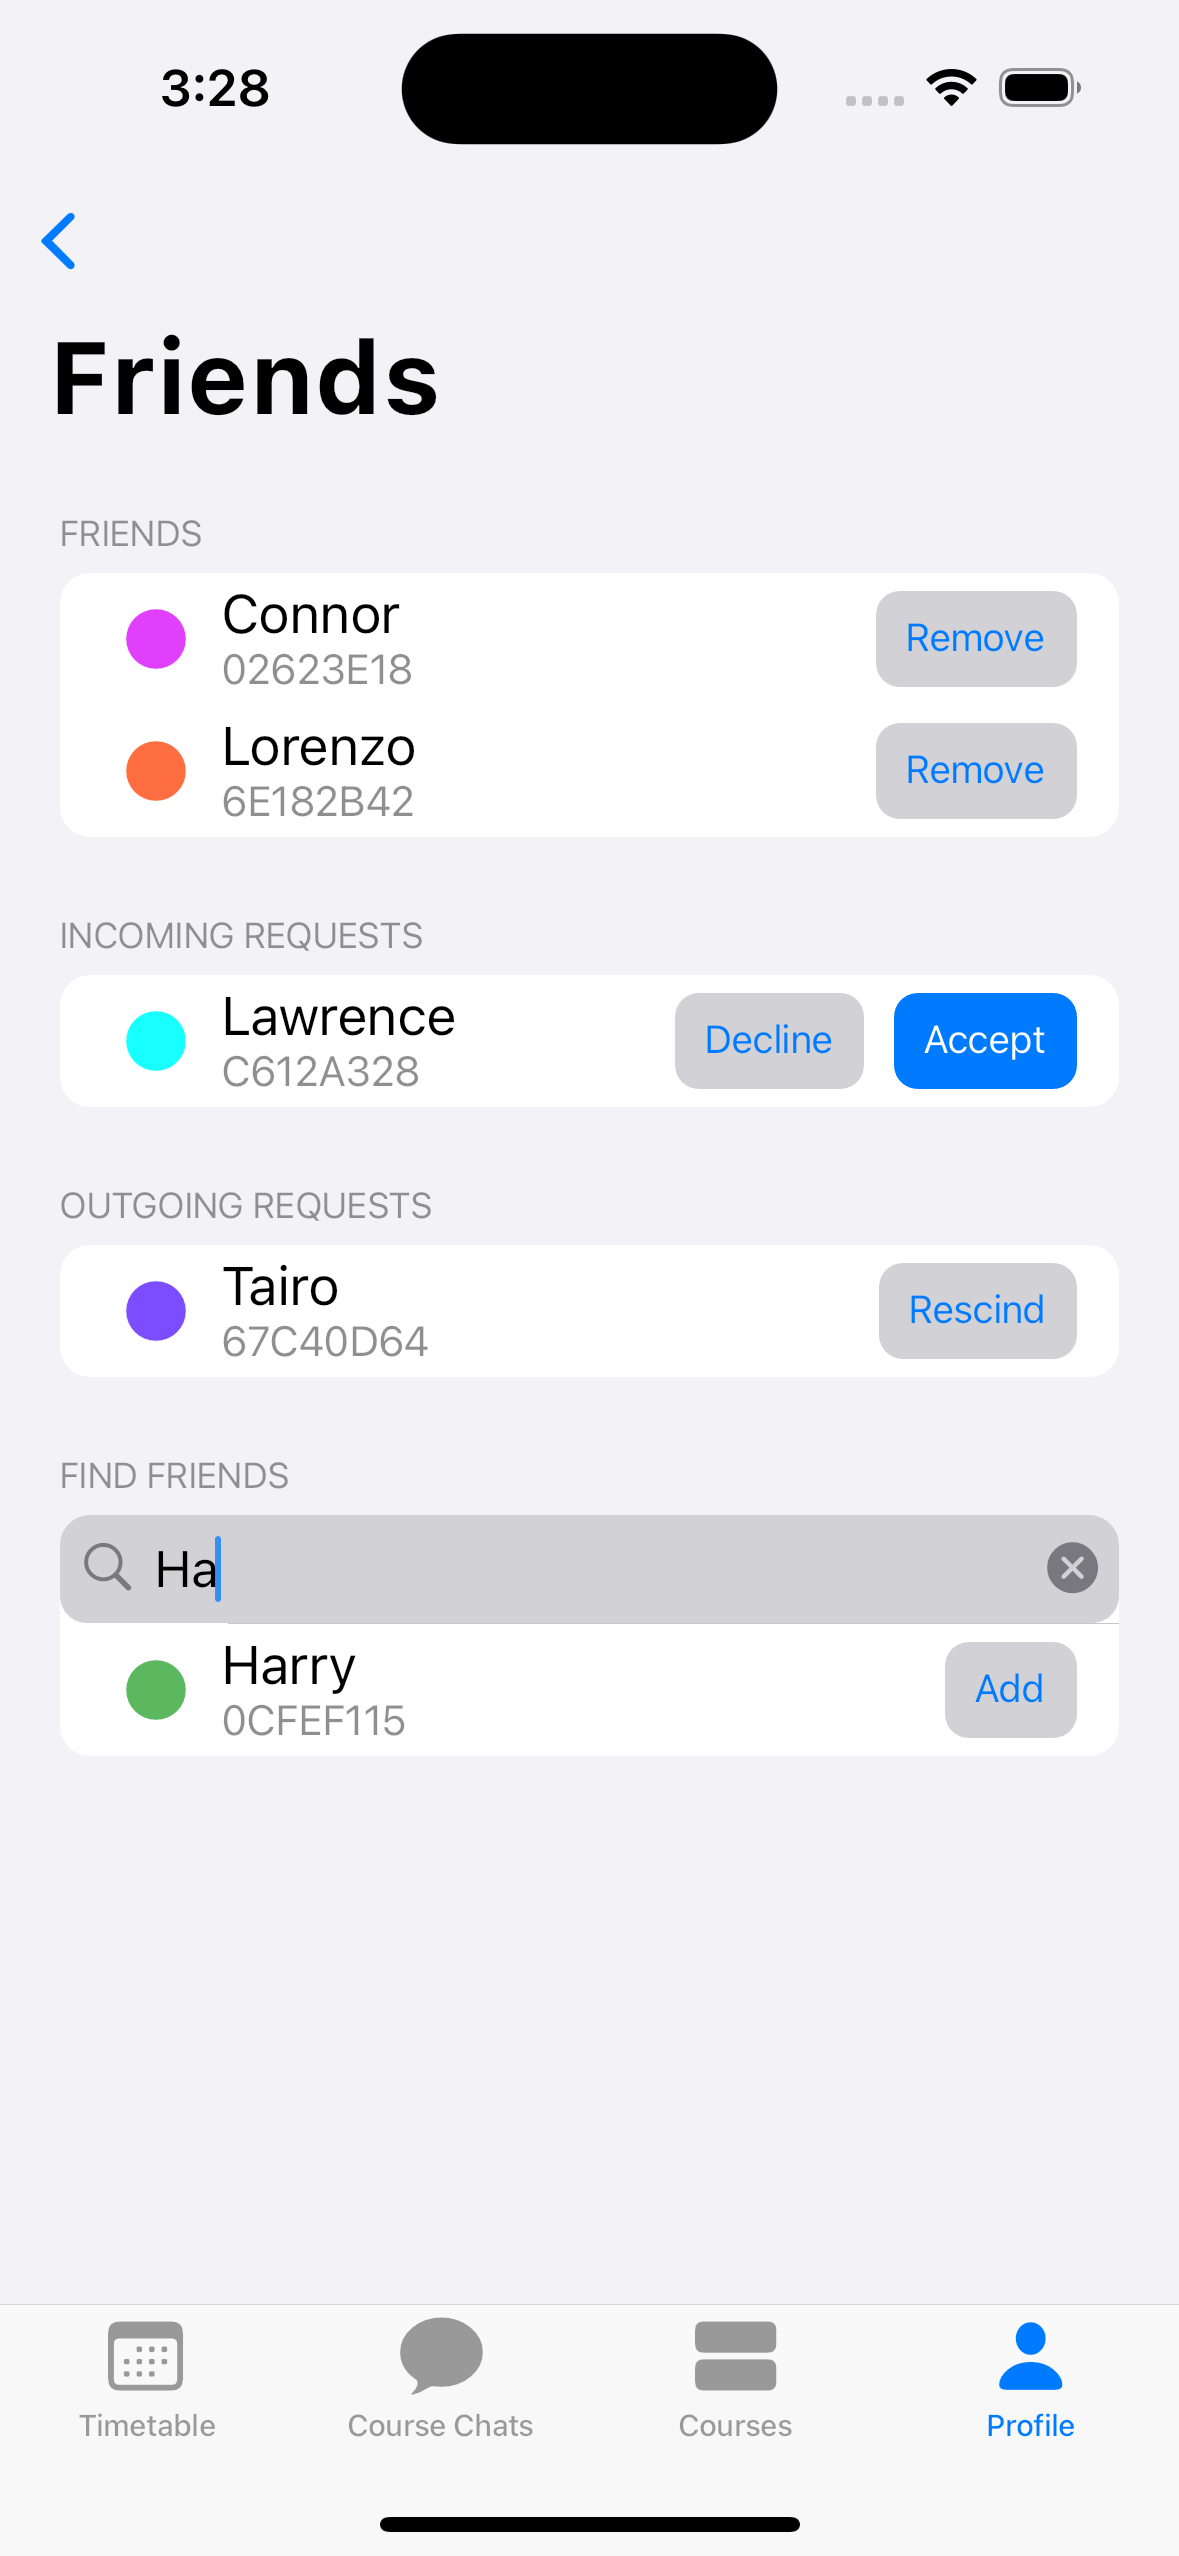 3:28
Friends
FRIENDS
Connor
Remove
02623E18
Lorenzo
Remove
6E182B42
INCOMING REQUESTS
Lawrence
Decline
Accept
C612A328
OUTGOING REQUESTS
Tairo
Rescind
67C40D64
FIND FRIENDS
Ha
Harry
Add
0CFEF115
Timetable
Course Chats
Courses
Profile